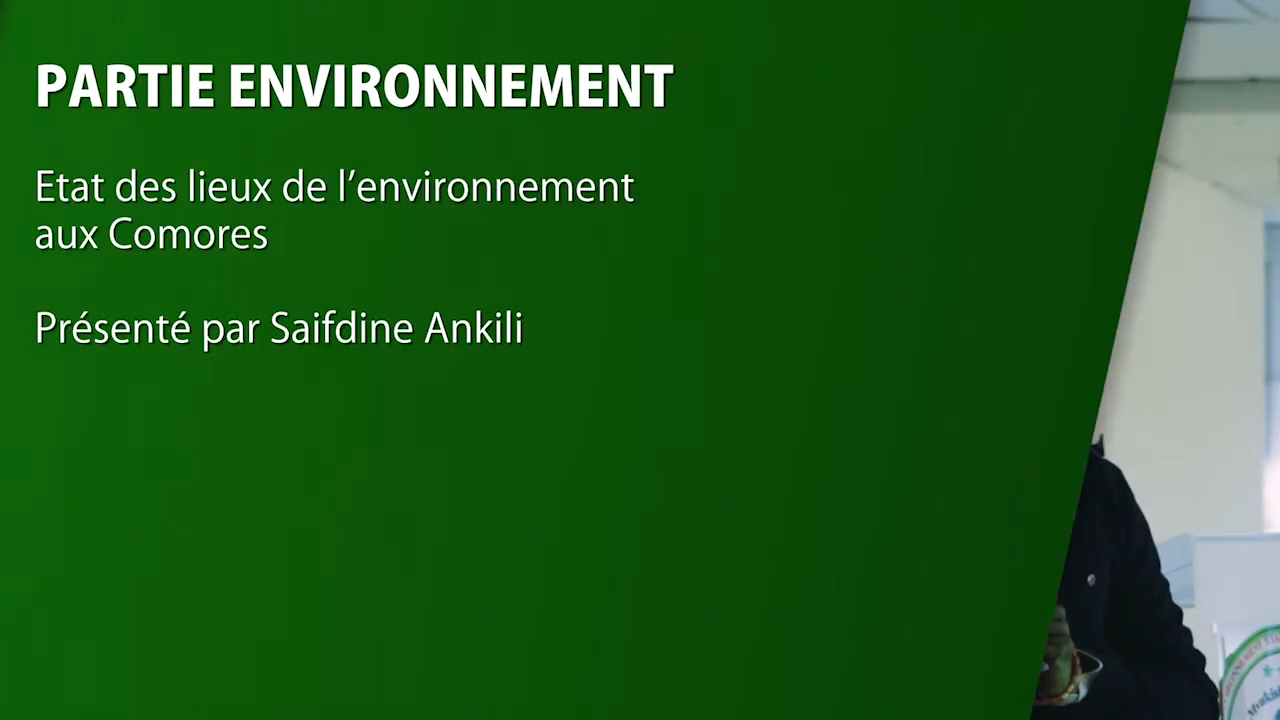 PARTIE ENVIRONNEMENT
Etat des lieux de l’environnement
aux Comores
Présenté par Saifdine Ankili